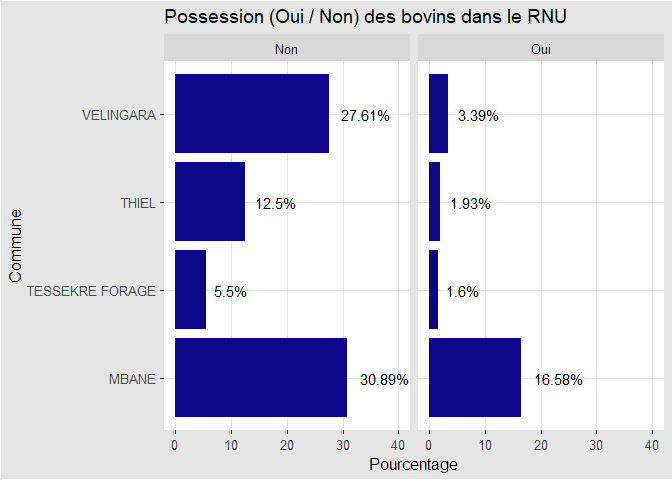 Possession (Oui / Non) des bovins dans le RNU
Non
Oui
Commune
VELINGARA
27.61%
3.39%
THIEL
12.5%
1.93%
TESSEKRE FORAGE
5.5%
1.6%
MBANE
30.89%
16.58%
0 10 20 30 40
0 10 20 30 40
Pourcentage